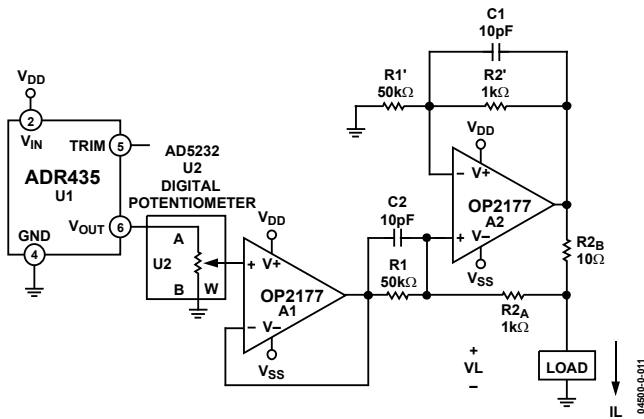 C1
10pF
R1'
50kΩ
R2'
1kΩ
VDD
2
VIN
TRIM
5
ADR435
U1
VOUT
6
GND
4
AD5232
U2
DIGITAL
POTENTIOMETER
A
U2
B
W
VDD
+
V+
OP2177
A1
–
V–
VSS
C2
10pF
R1
50kΩ
VDD
–
V+
OP2177
A2
+
V–
VSS
R2B
10Ω
R2A
1kΩ
+
VL
–
LOAD
IL
04500-0-011